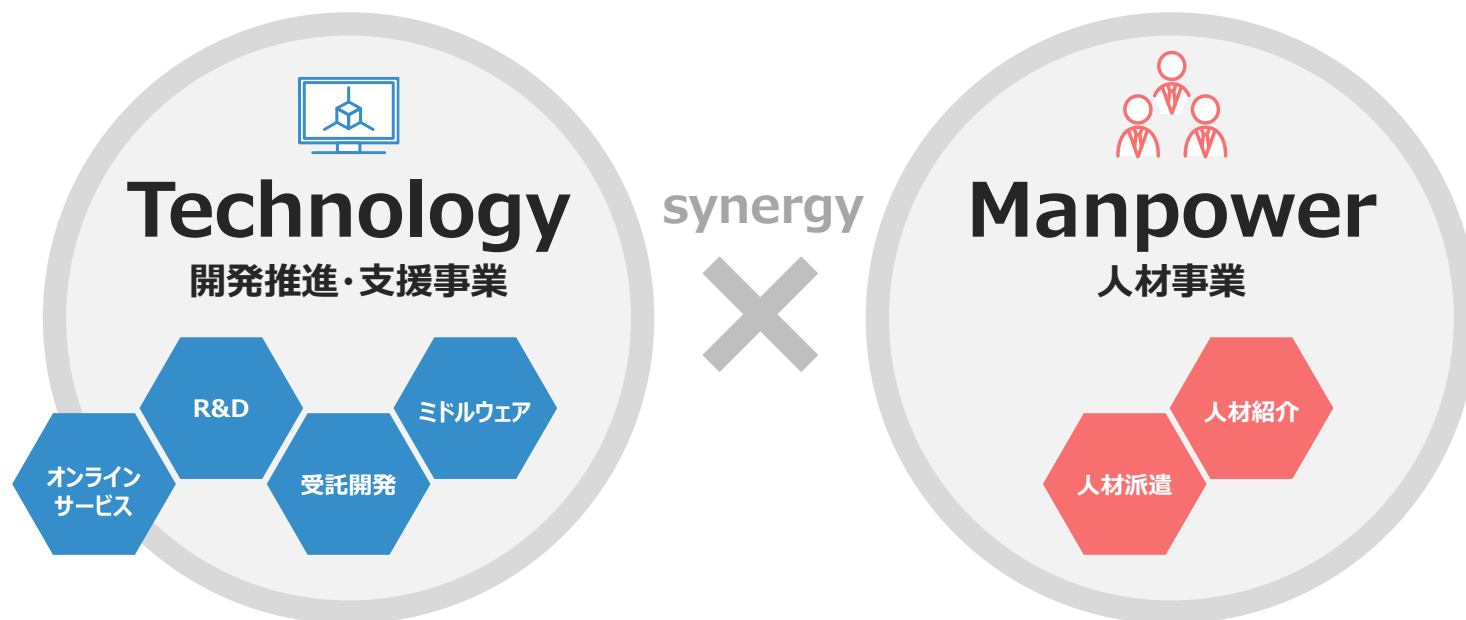 Technology
開発推進・支援事業
オンライン
サービス
R&D
受託開発
ミドルウェア
synergy
Manpower
人材事業
人材派遣
人材紹介